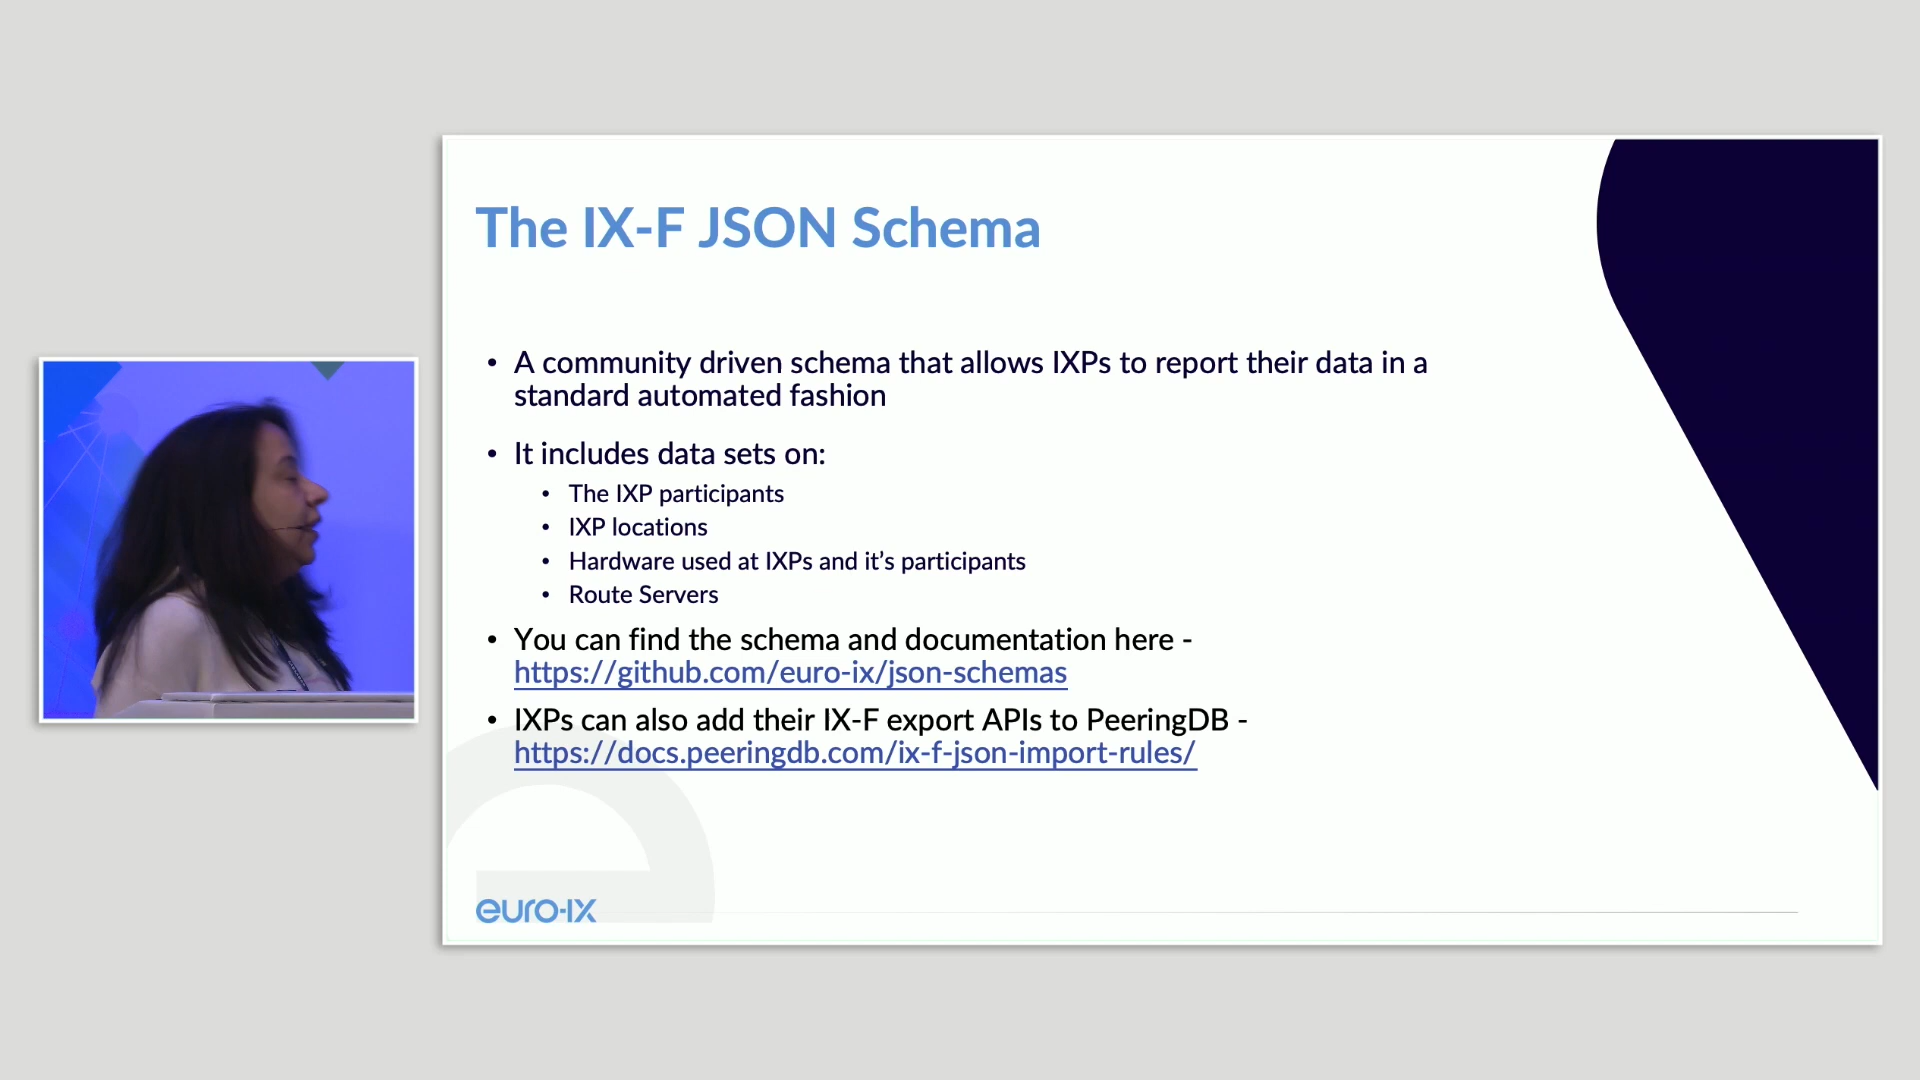 The IX-F JSON Schema
• A community driven schema that allows IXPs to report their data in a
standard automated fashion
• It includes data sets on:
• The IXP participants
• IXP locations
• Hardware used at IXPs and it’s participants
• Route Servers
• You can find the schema and documentation here -
https://github.com/euro-ix/json-schemas
• IXPs can also add their IX-F export APIs to PeeringDB -
https://docs.peeringdb.com/ix-f-json-import-rules/
euro-ix